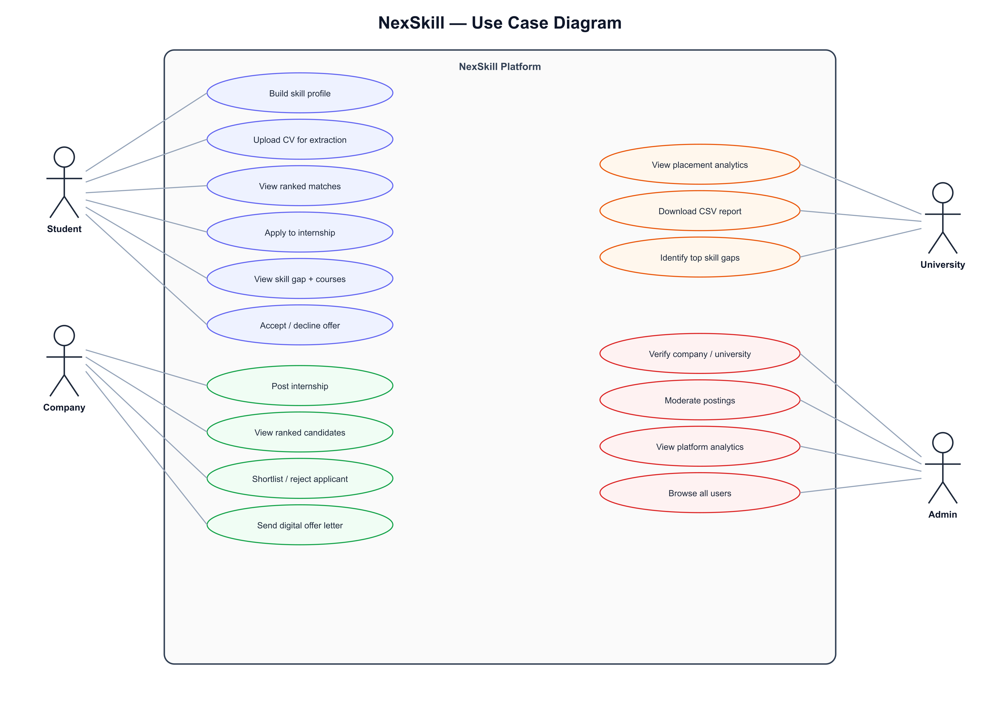 NexSkill — Use Case Diagram
NexSkill Platform
Build skill profile
Upload CV for extraction
View ranked matches
Apply to internship
View skill gap + courses
Accept / decline offer
Student
Post internship
View ranked candidates
Shortlist / reject applicant
Send digital offer letter
Company
View placement analytics
Download CSV report
Identify top skill gaps
University
Verify company / university
Moderate postings
View platform analytics
Browse all users
Admin